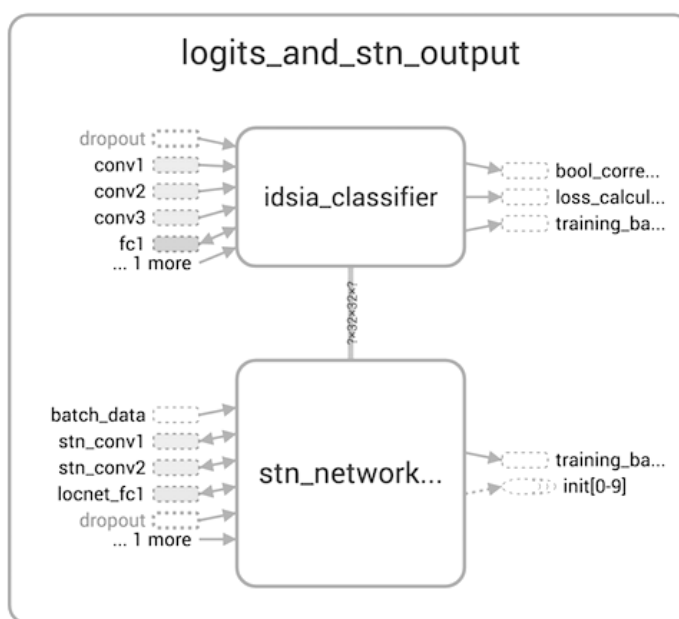 logits_and_stn_output
dropout
conv1
conv2
conv3
fc1
... 1 more
idsia_classifier
bool_corre...
loss_calcul...
training_ba...
?×32×32×?
batch_data
stn_conv1
stn_conv2
locnet_fc1
dropout
... 1 more
stn_network...
training_ba...
init[0-9]